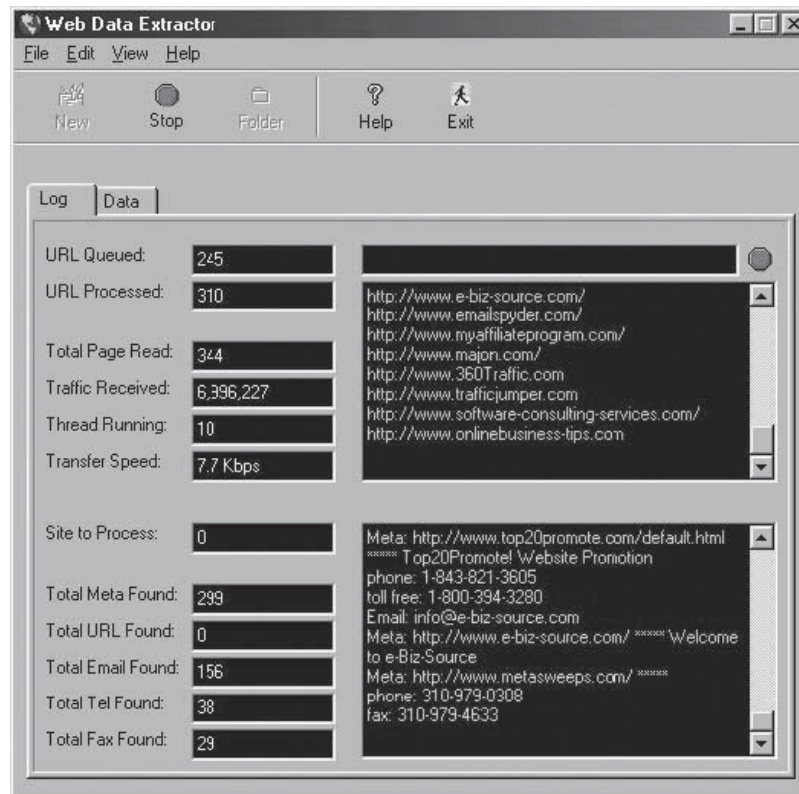 Web Data Extractor
File Edit View Help
New Stop Folder Help Exit
Log Data
URL Queued: 245
URL Processed: 310
Total Page Read: 344
Traffic Received: 6,996,227
Thread Running: 10
Transfer Speed: 7.7 Kbps
http://www.e-biz-source.com/
http://www.emailspyder.com/
http://www.myaffiliateprogram.com/
http://www.majon.com/
http://www.360Traffic.com
http://www.trafficjumper.com
http://www.software-consulting-services.com/
http://www.onlinebusiness-tips.com
Site to Process: 0
Total Meta Found: 299
Total URL Found: 0
Total Email Found: 156
Total Tel Found: 38
Total Fax Found: 29
Meta: http://www.top20promote.com/default.html
***** Top20Promote! Website Promotion
phone: 1-843-821-3605
toll free: 1-800-394-3280
Email: info@e-biz-source.com
Meta: http://www.e-biz-source.com/ ***** Welcome
to e-Biz-Source
Meta: http://www.metasweeps.com/ *****
phone: 310-979-0308
fax: 310-979-4633